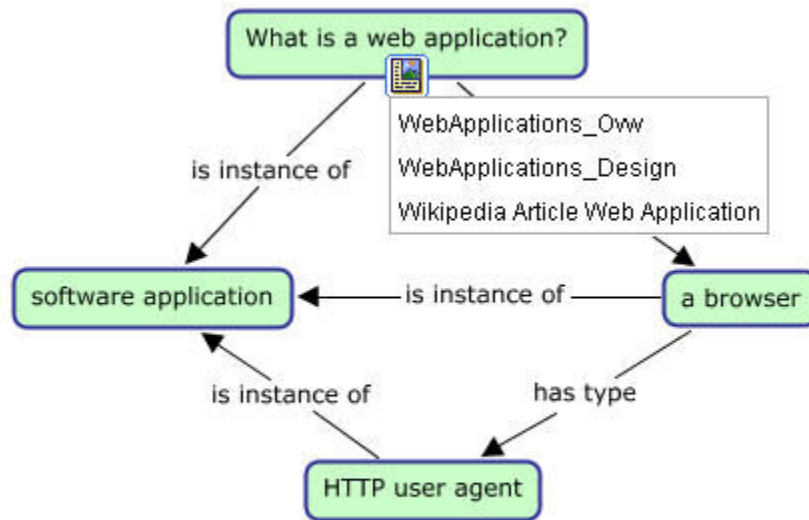 What is a web application?
WebApplications_Ovw
WebApplications_Design
Wikipedia Article Web Application
is instance of
software application
is instance of
a browser
is instance of
has type
HTTP user agent